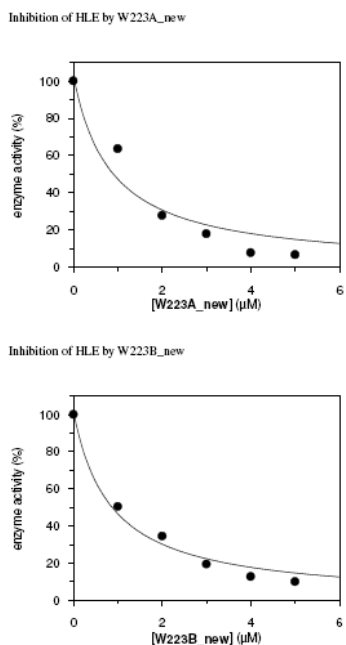 Inhibition of HLE by W223A_new
100
80
60
40
20
0
enzyme activity (%)
0 2 4 6
[W223A_new] (µM)
Inhibition of HLE by W223B_new
100
80
60
40
20
0
enzyme activity (%)
0 2 4 6
[W223B_new] (µM)